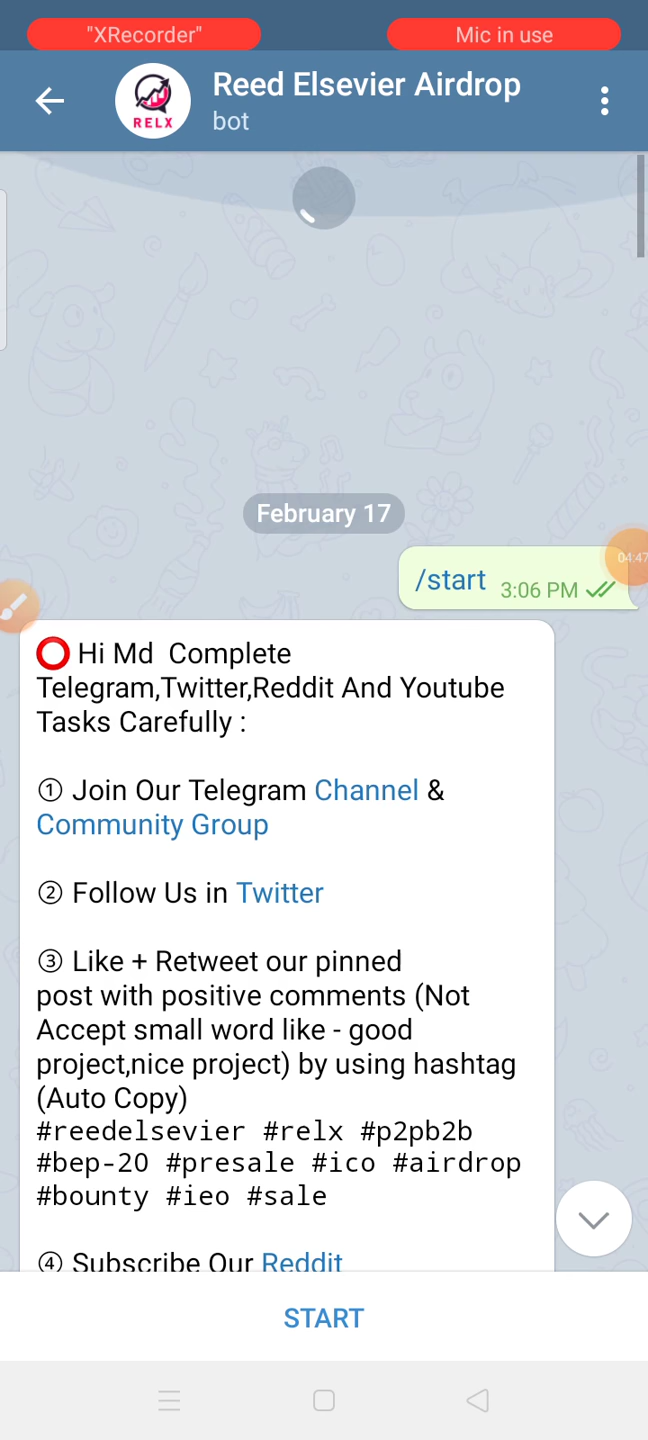 "XRecorder"
Mic in use
Reed Elsevier Airdrop
bot
RELX
February 17
/start 3:06 PM
04:47
Hi Md  Complete
Telegram,Twitter,Reddit And Youtube
Tasks Carefully :
① Join Our Telegram Channel &
Community Group
② Follow Us in Twitter
③ Like + Retweet our pinned
post with positive comments (Not
Accept small word like - good
project,nice project) by using hashtag
(Auto Copy)
#reedelsevier #relx #p2pb2b
#bep-20 #presale #ico #airdrop
#bounty #ieo #sale
④ Subscribe Our Reddit
START